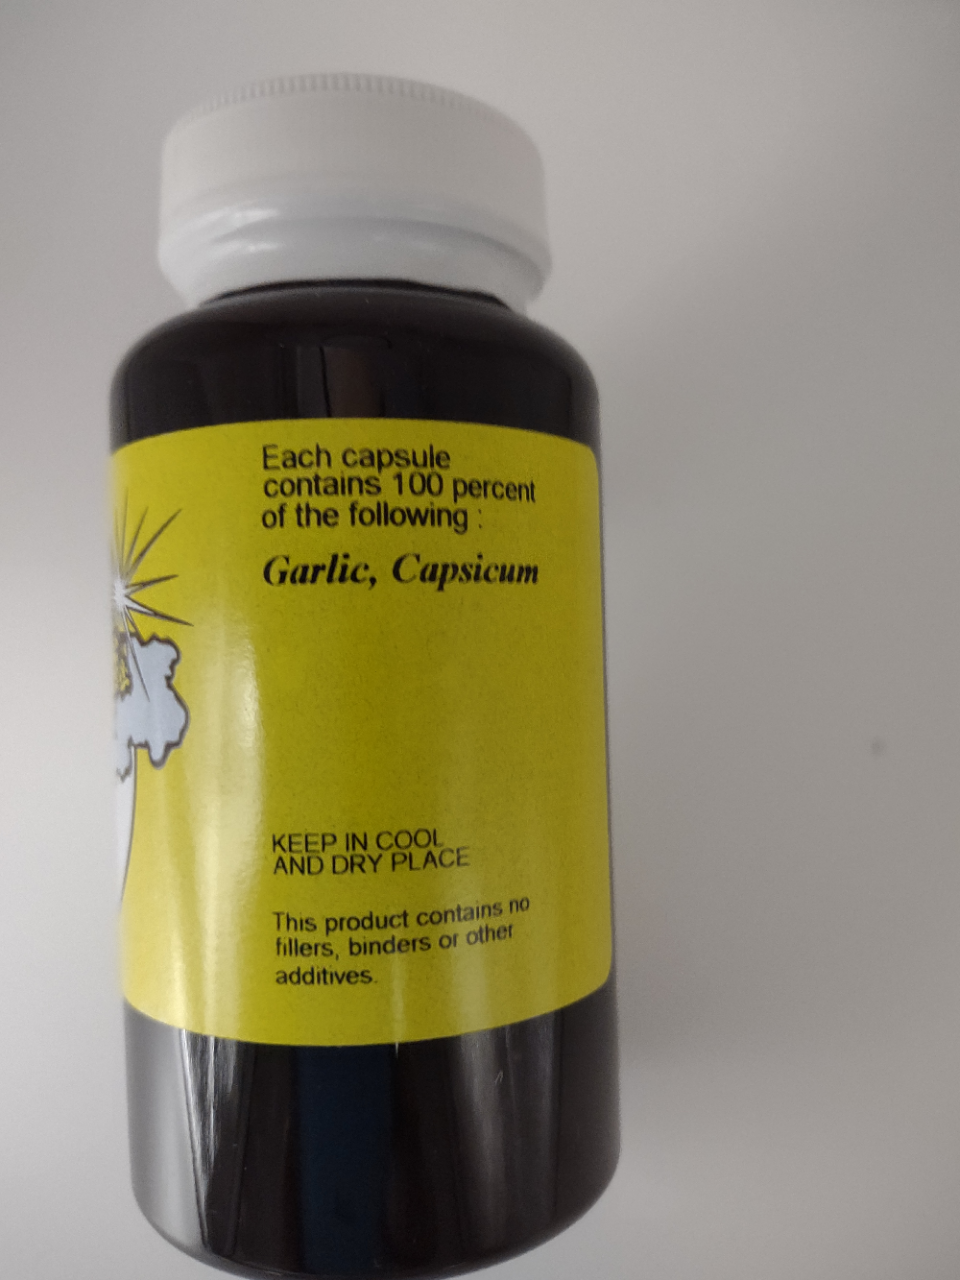 Each capsule
contains 100 percent
of the following :
Garlic, Capsicum
KEEP IN COOL
AND DRY PLACE
This product contains no
fillers, binders or other
additives.